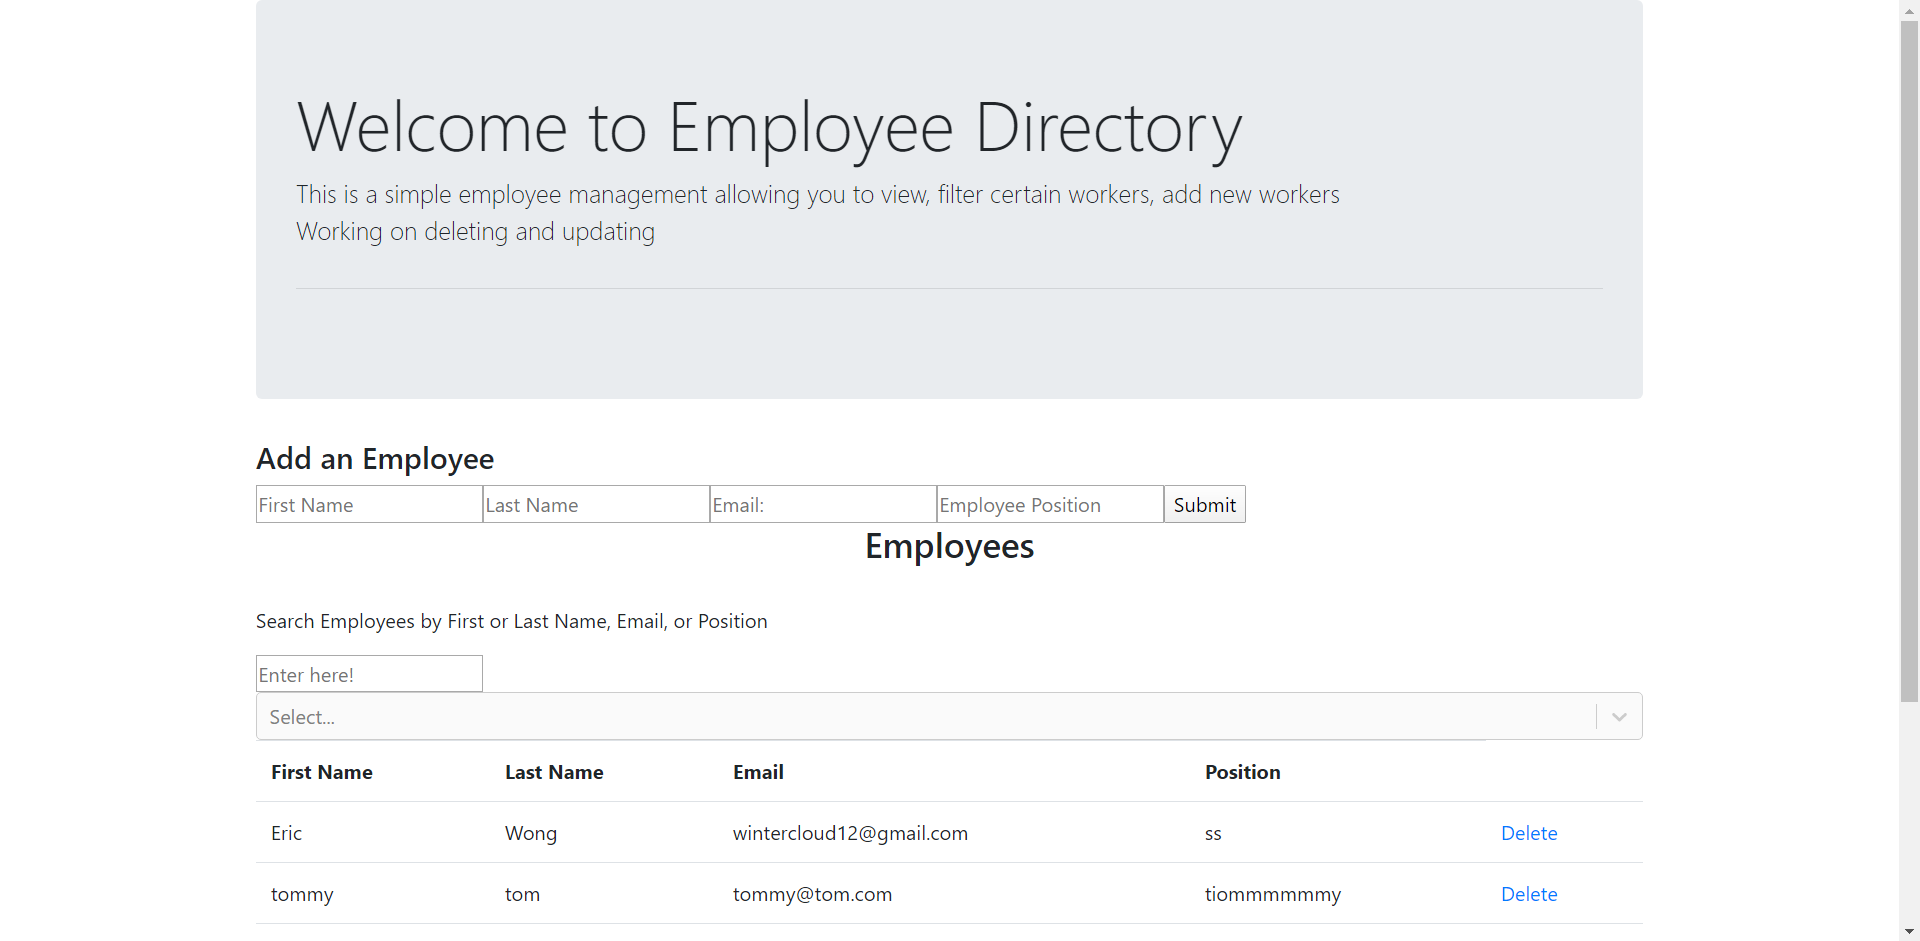 Welcome to Employee Directory
This is a simple employee management allowing you to view, filter certain workers, add new workers
Working on deleting and updating
Add an Employee
First Name Last Name Email: Employee Position Submit
Employees
Search Employees by First or Last Name, Email, or Position
Enter here!
Select...
First Name Last Name Email Position
Eric Wong wintercloud12@gmail.com ss Delete
tommy tom tommy@tom.com tiommmmmmy Delete